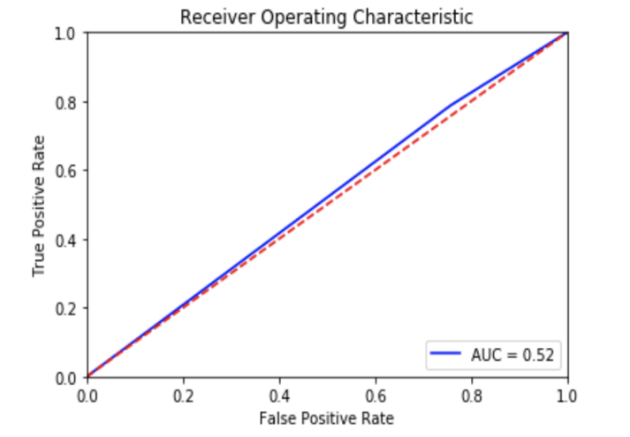 Receiver Operating Characteristic
1.0
0.8
0.6
0.4
0.2
0.0
True Positive Rate
AUC = 0.52
0.0 0.2 0.4 0.6 0.8 1.0
False Positive Rate